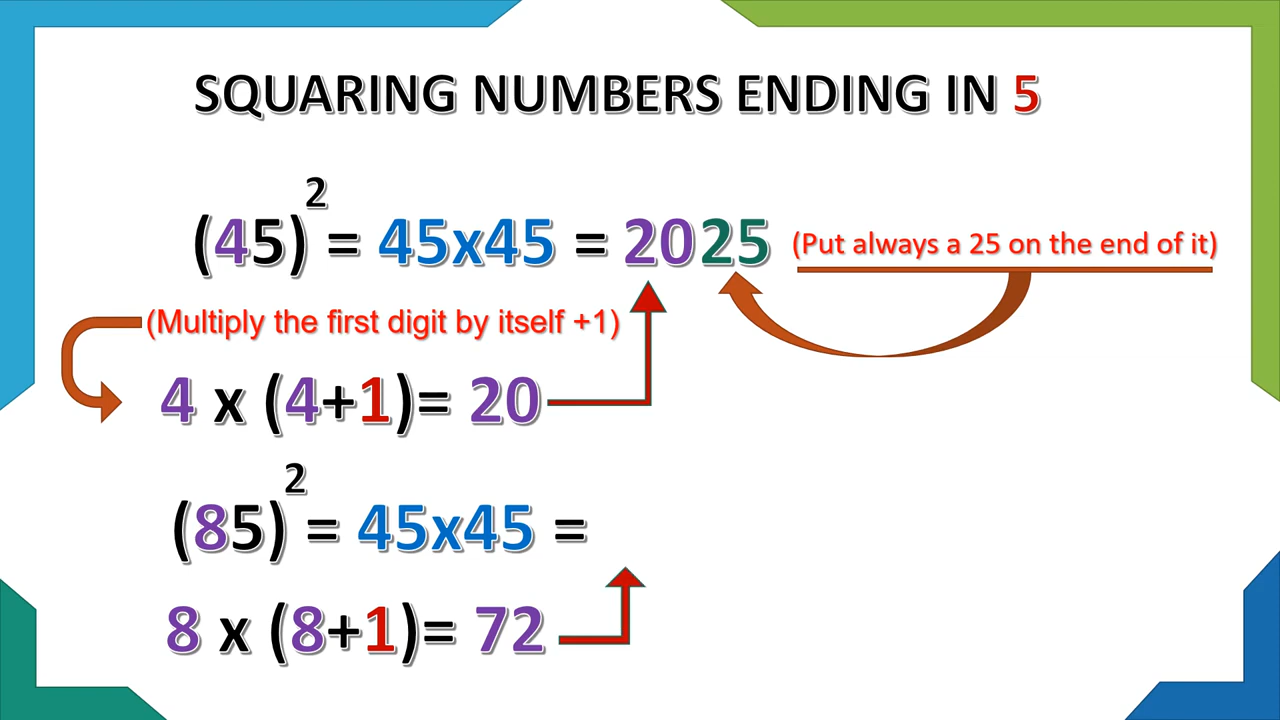 SQUARING NUMBERS ENDING IN 5
(45)²= 45x45 = 2025 (Put always a 25 on the end of it)
(Multiply the first digit by itself +1)
4 x (4+1)= 20
(85)²= 45x45 =
8 x (8+1)= 72